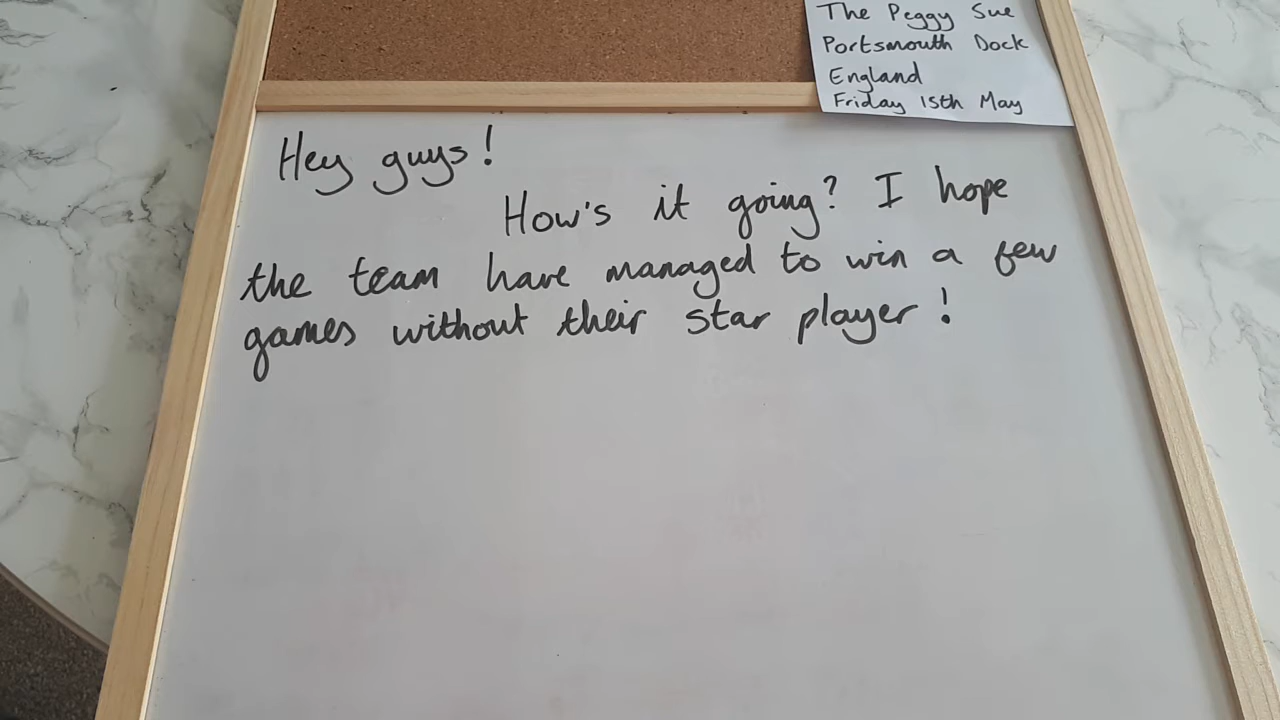 The Peggy Sue
Portsmouth Dock
England
Friday 15th May
Hey guys!
How's it going? I hope
the team have managed to win a few
games without their star player!